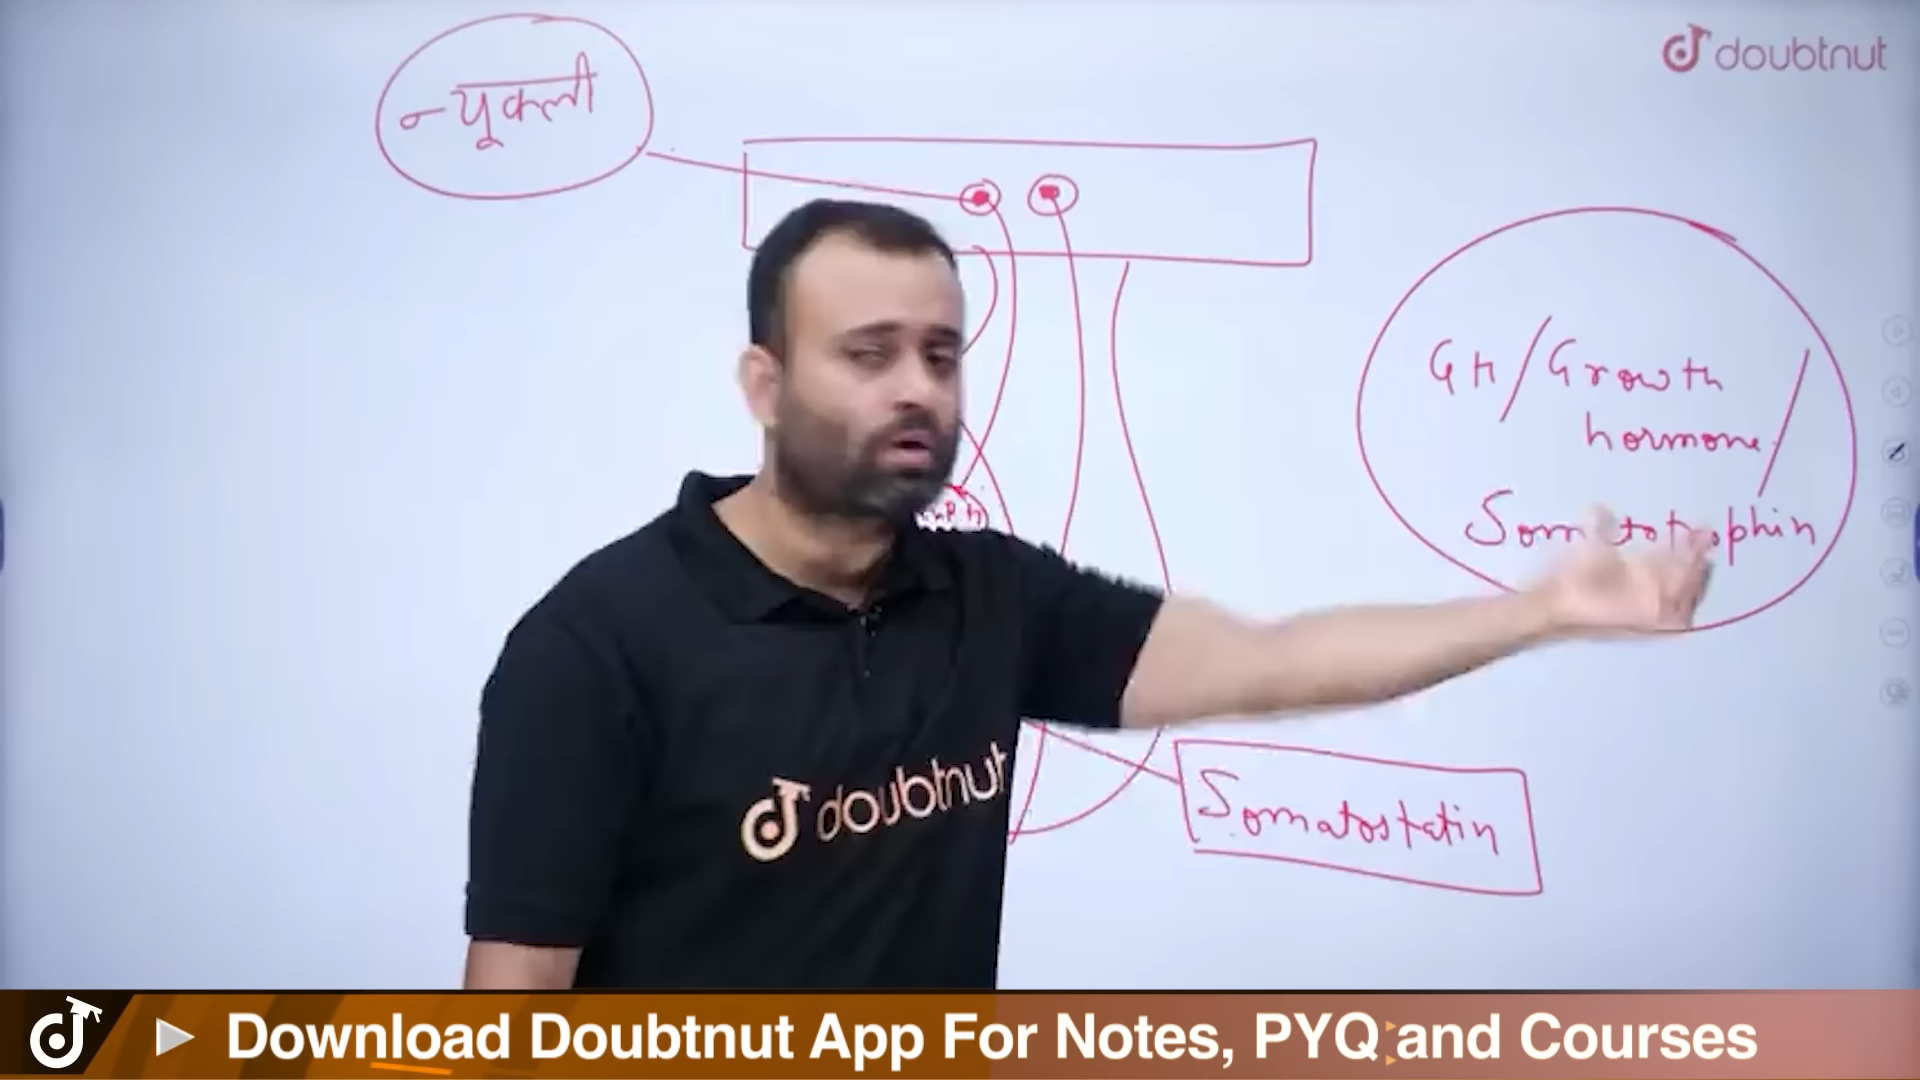 न्यूक्ली
doubtnut
GH/Growth
hormone/
Somatotrophin
doubtnut
Somatostatin
Download Doubtnut App For Notes, PYQ and Courses